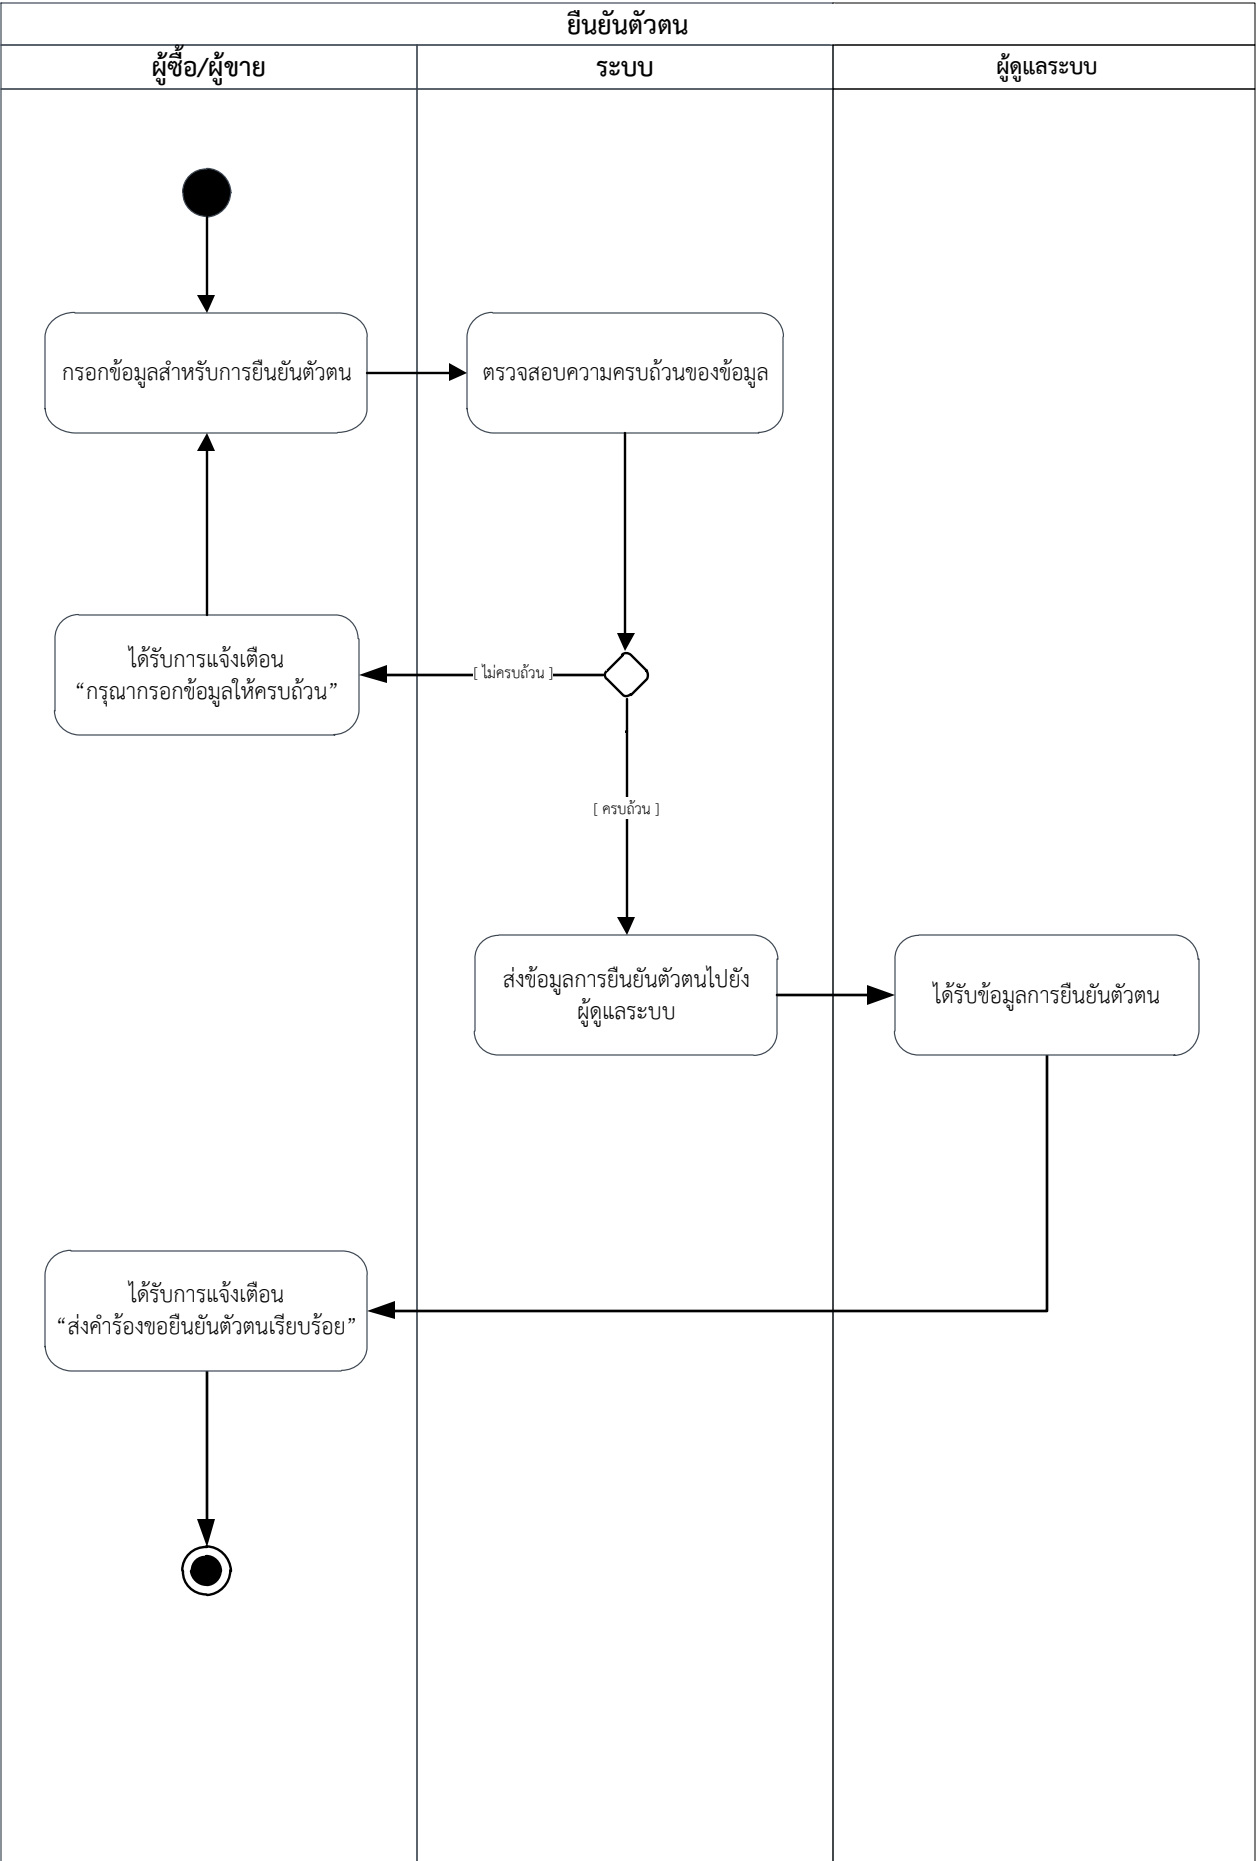 ยืนยันตัวตน
ผู้ซื้อ/ผู้ขาย
ระบบ
ผู้ดูแลระบบ
กรอกข้อมูลสำหรับการยืนยันตัวตน
ตรวจสอบความครบถ้วนของข้อมูล
ได้รับการแจ้งเตือน
“กรุณากรอกข้อมูลให้ครบถ้วน”
[ ไม่ครบถ้วน ]
[ ครบถ้วน ]
ส่งข้อมูลการยืนยันตัวตนไปยัง
ผู้ดูแลระบบ
ได้รับข้อมูลการยืนยันตัวตน
ได้รับการแจ้งเตือน
“ส่งคำร้องขอยืนยันตัวตนเรียบร้อย”